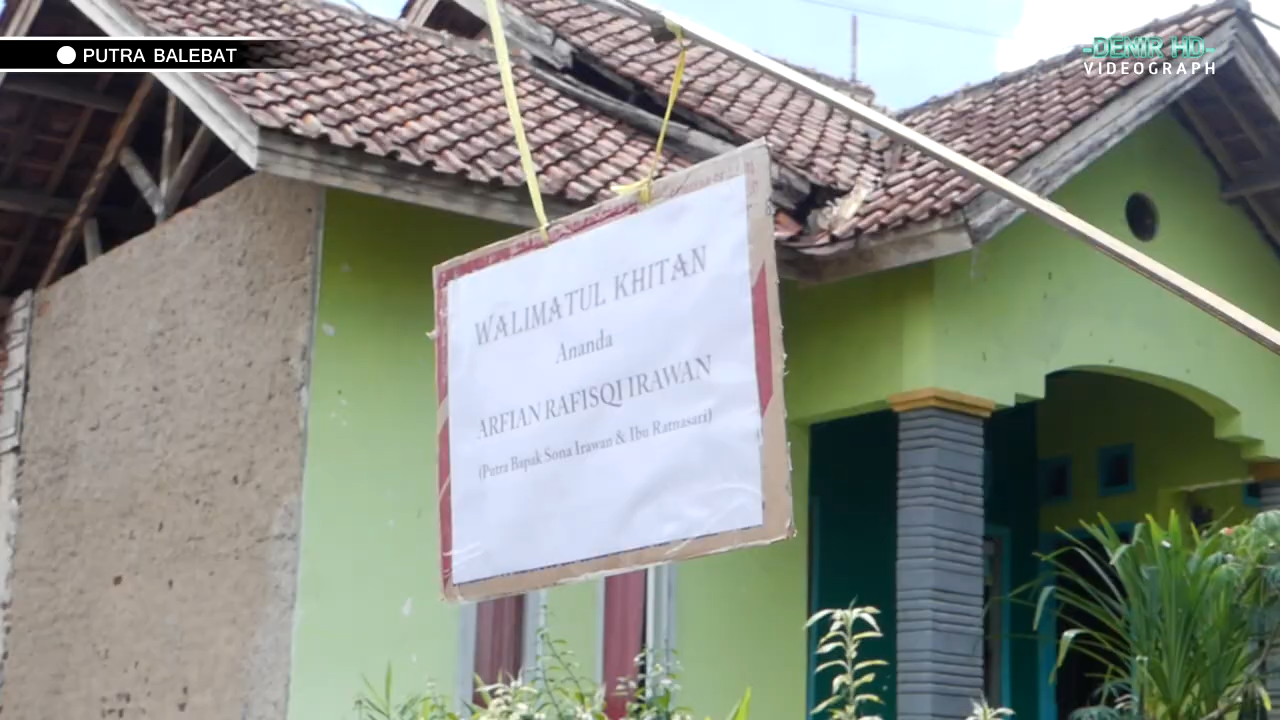 PUTRA BALEBAT
-DENIR HD-
VIDEOGRAPH
WALIMATUL KHITAN
Ananda
ARFIAN RAFISQI IRAWAN
(Putra Bapak Sona Irawan & Ibu Ratnasari)